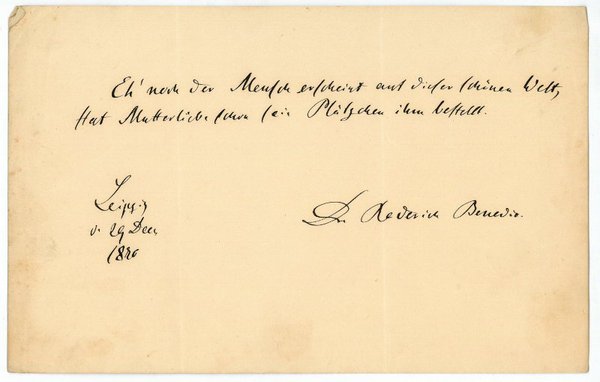 Eh' noch der Mensch erscheint auf dieser schönen Welt,
Hat Mutterliebe schon sein Plätzchen ihm bestellt.
Leipzig
d. 29 Dec
Dr. Roderich Benedix.